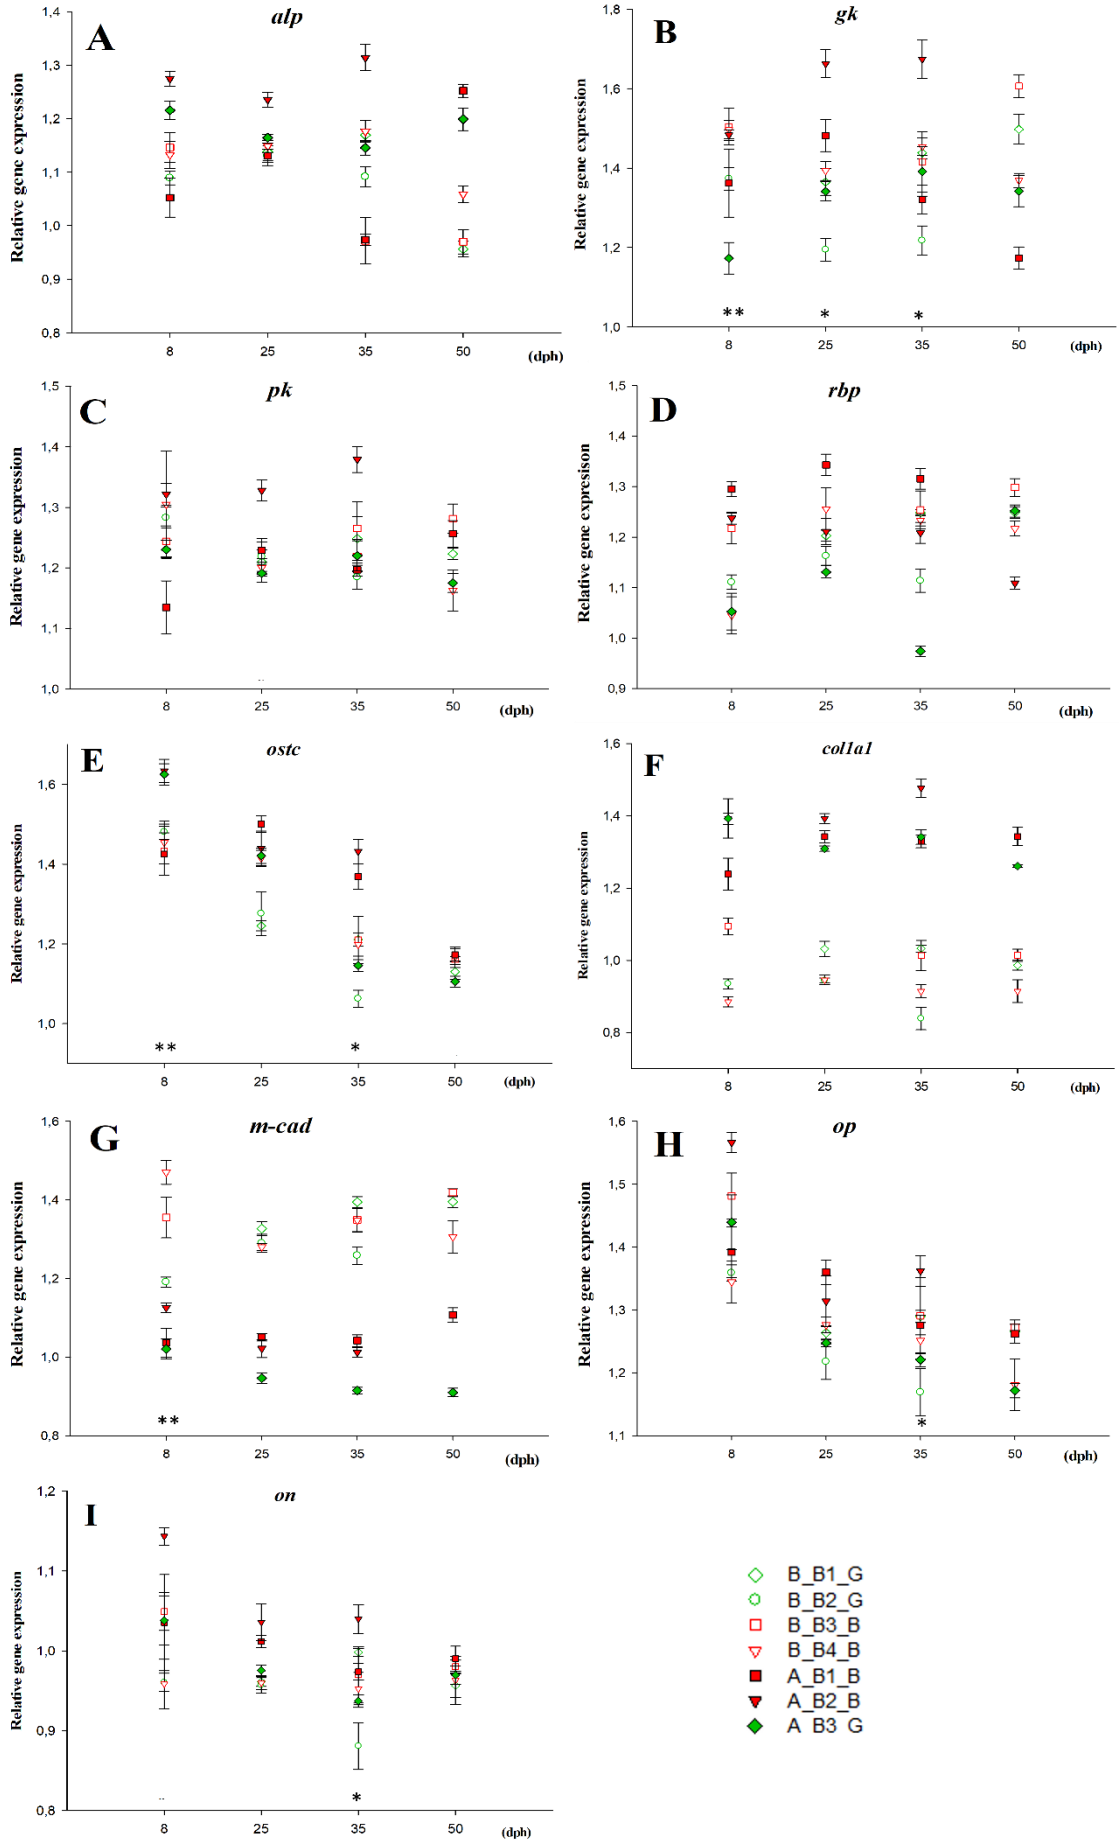 A
alp
Relative gene expression
1,4
1,3
1,2
1,1
1,0
0,9
0,8
8 25 35 50 (dph)
B
gk
Relative gene expression
1,8
1,6
1,4
1,2
1,0
** * *
8 25 35 50 (dph)
C
pk
Relative gene expression
1,5
1,4
1,3
1,2
1,1
1,0
8 25 35 50 (dph)
D
rbp
Relative gene expresison
1,5
1,4
1,3
1,2
1,1
1,0
0,9
8 25 35 50 (dph)
E
ostc
Relative gene expression
1,6
1,4
1,2
1,0
** *
8 25 35 50 (dph)
F
col1a1
Relative gene expression
1,6
1,4
1,2
1,0
0,8
8 25 35 50 (dph)
G
m-cad
Relative gene expression
1,6
1,4
1,2
1,0
0,8
**
8 25 35 50 (dph)
H
op
Relative gene expression
1,6
1,5
1,4
1,3
1,2
1,1
*
8 25 35 50 (dph)
I
on
Relative gene expression
1,2
1,1
1,0
0,9
0,8
*
8 25 35 50 (dph)
B_B1_G
B_B2_G
B_B3_B
B_B4_B
A_B1_B
A_B2_B
A B3 G